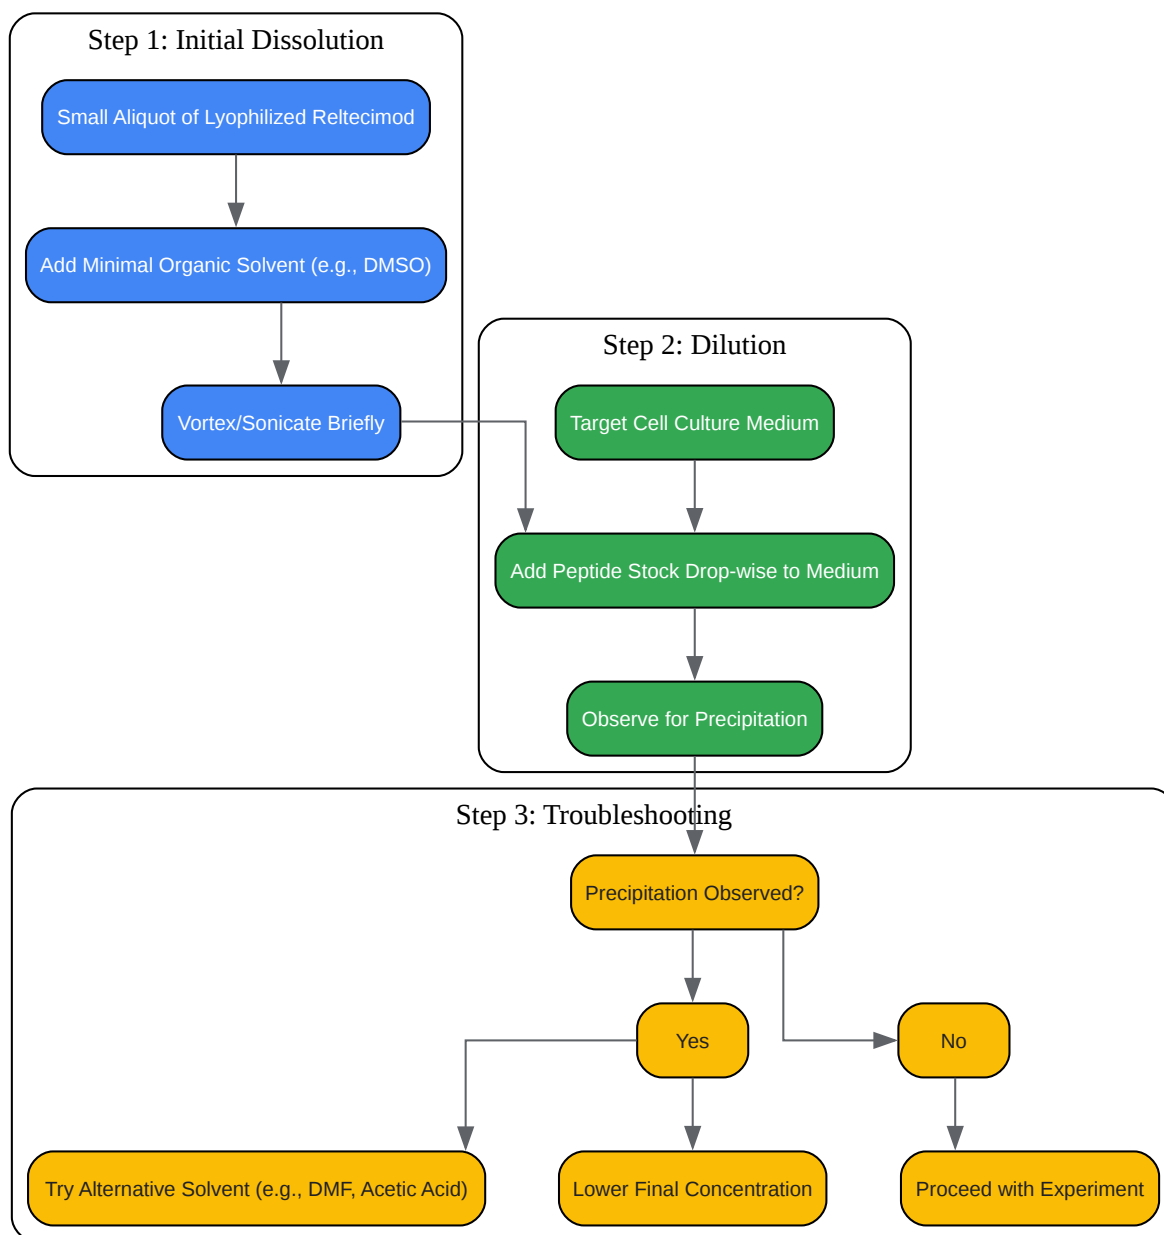 Step 1: Initial Dissolution
Small Aliquot of Lyophilized Reltecimod
Add Minimal Organic Solvent (e.g., DMSO)
Vortex/Sonicate Briefly
Step 2: Dilution
Target Cell Culture Medium
Add Peptide Stock Drop-wise to Medium
Observe for Precipitation
Step 3: Troubleshooting
Precipitation Observed?
Yes
No
Try Alternative Solvent (e.g., DMF, Acetic Acid)
Lower Final Concentration
Proceed with Experiment